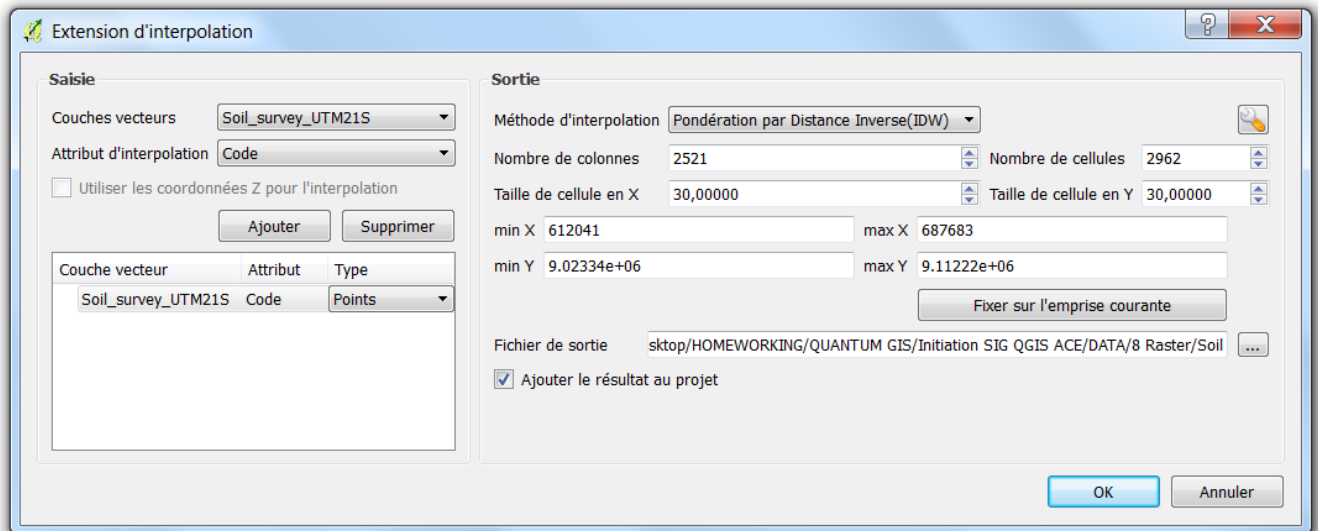 Extension d'interpolation
Saisie
Couches vecteurs Soil_survey_UTM21S
Attribut d'interpolation Code
Utiliser les coordonnées Z pour l'interpolation
Ajouter Supprimer
Couche vecteur Attribut Type
Soil_survey_UTM21S Code Points
Sortie
Méthode d'interpolation Pondération par Distance Inverse(IDW)
Nombre de colonnes 2521 Nombre de cellules 2962
Taille de cellule en X 30,00000 Taille de cellule en Y 30,00000
min X 612041 max X 687683
min Y 9.02334e+06 max Y 9.11222e+06
Fixer sur l'emprise courante
Fichier de sortie sktop/HOMEWORKING/QUANTUM GIS/Initiation SIG QGIS ACE/DATA/8 Raster/Soil ...
Ajouter le résultat au projet
OK Annuler